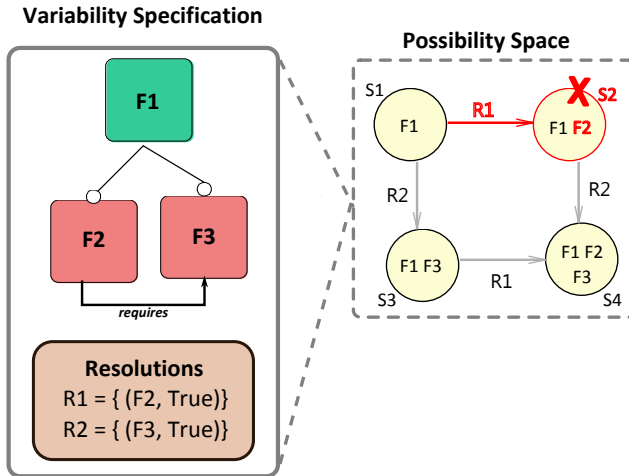 Variability Specification
F1
F2
F3
requires
Resolutions
R1 = { (F2, True)}
R2 = { (F3, True)}
Possibility Space
S1
F1
R1
X
S2
F1 F2
R2
R2
F1 F3
S3
R1
F1 F2
F3
S4